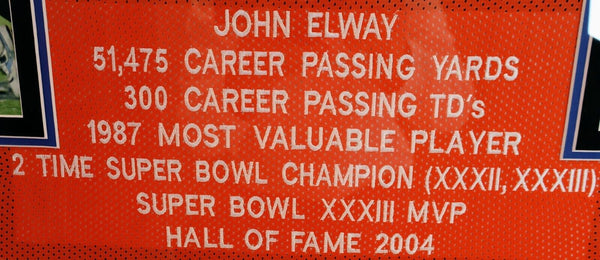 JOHN ELWAY
51,475 CAREER PASSING YARDS
300 CAREER PASSING TD's
1987 MOST VALUABLE PLAYER
2 TIME SUPER BOWL CHAMPION (XXXII, XXXIII)
SUPER BOWL XXXIII MVP
HALL OF FAME 2004